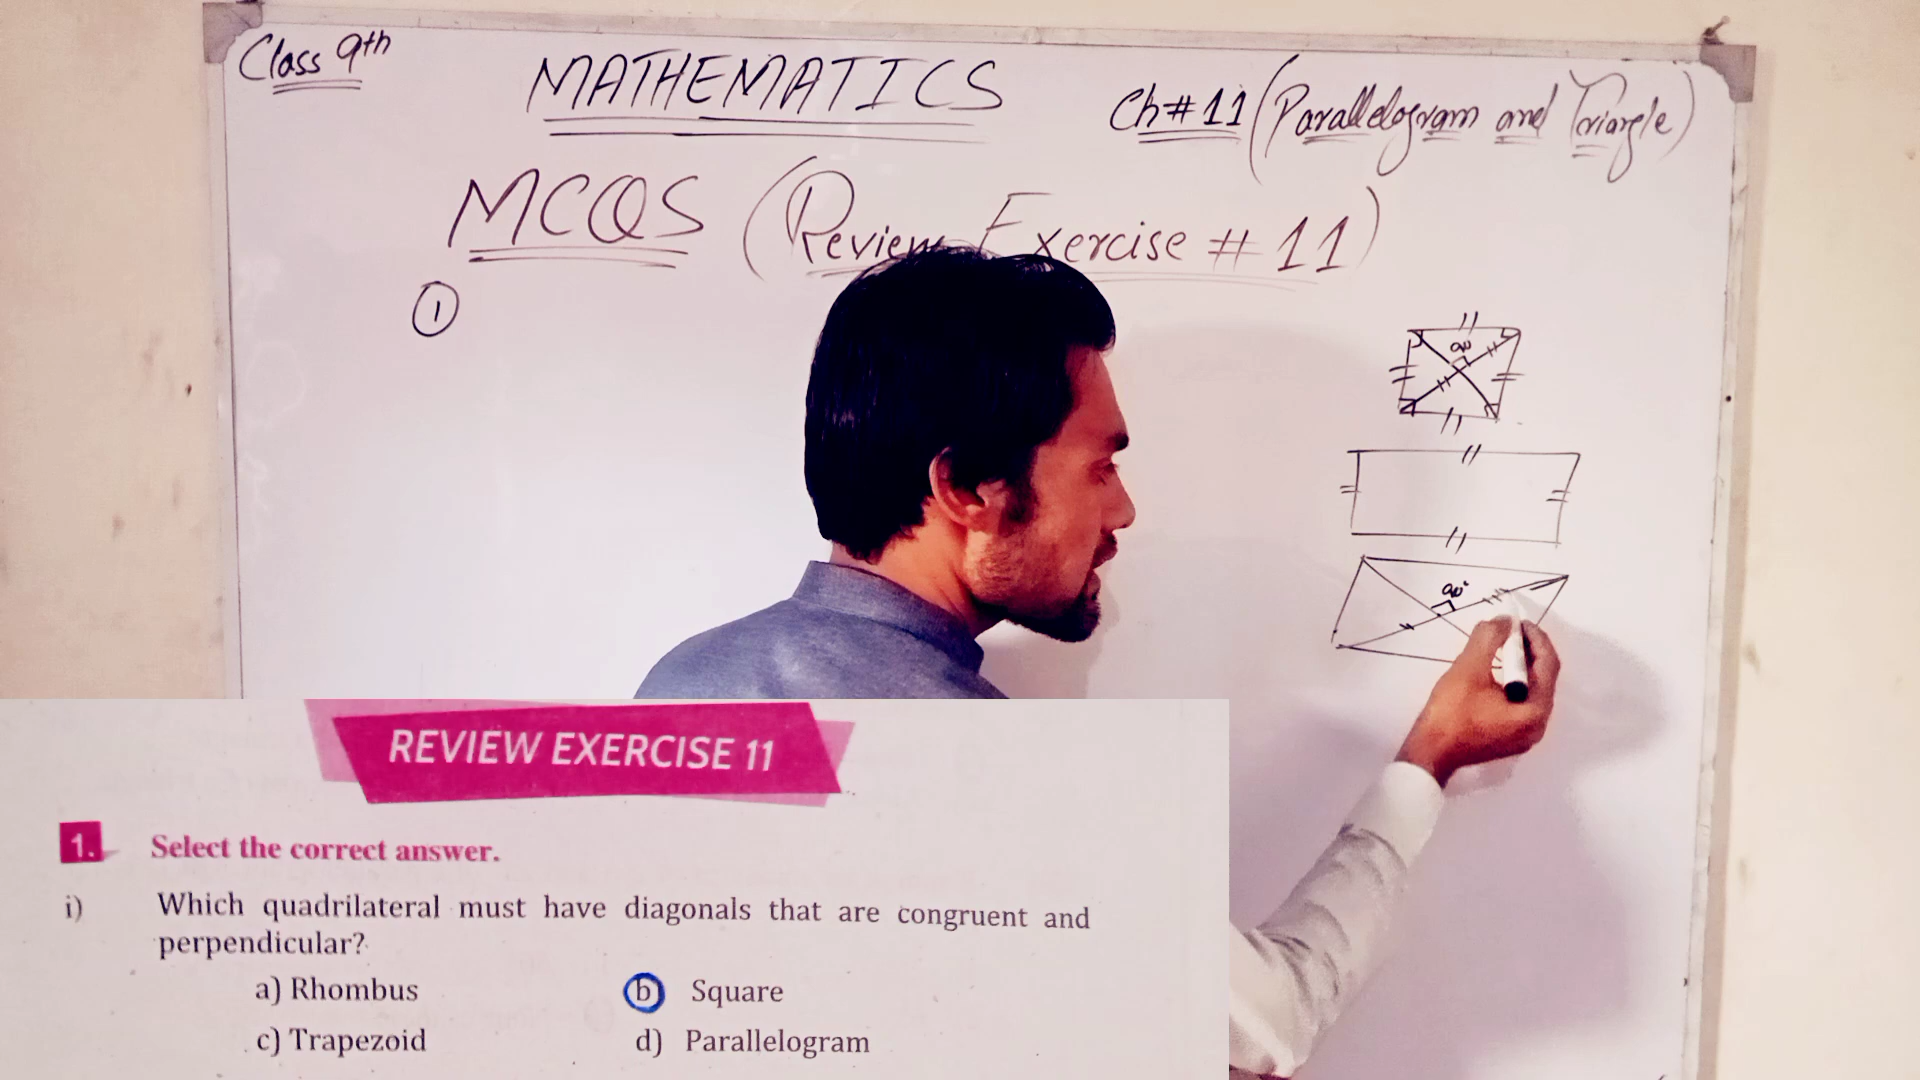 Class 9th
MATHEMATICS
Ch# 11 (Parallelogram and Triangle)
MCQS (Review Exercise # 11)
1
90
90°
REVIEW EXERCISE 11
1. Select the correct answer.
i) Which quadrilateral must have diagonals that are congruent and
perpendicular?
a) Rhombus b) Square
c) Trapezoid d) Parallelogram